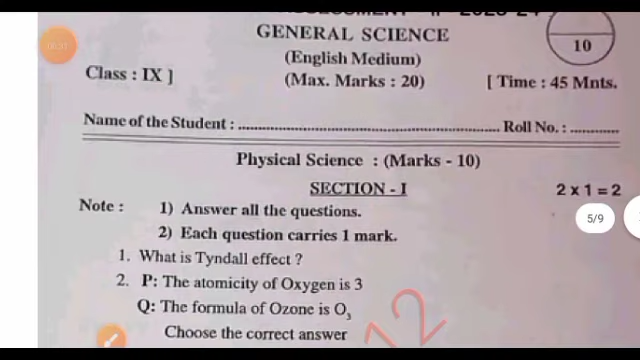 GENERAL SCIENCE
10
(English Medium)
Class : IX ]
(Max. Marks : 20)
[ Time : 45 Mnts.
Name of the Student : ............................................................ Roll No. : ............
Physical Science : (Marks - 10)
SECTION - I
2 x 1 = 2
Note :
1) Answer all the questions.
5/9
2) Each question carries 1 mark.
1. What is Tyndall effect ?
2. P: The atomicity of Oxygen is 3
Q: The formula of Ozone is O₃
Choose the correct answer
12